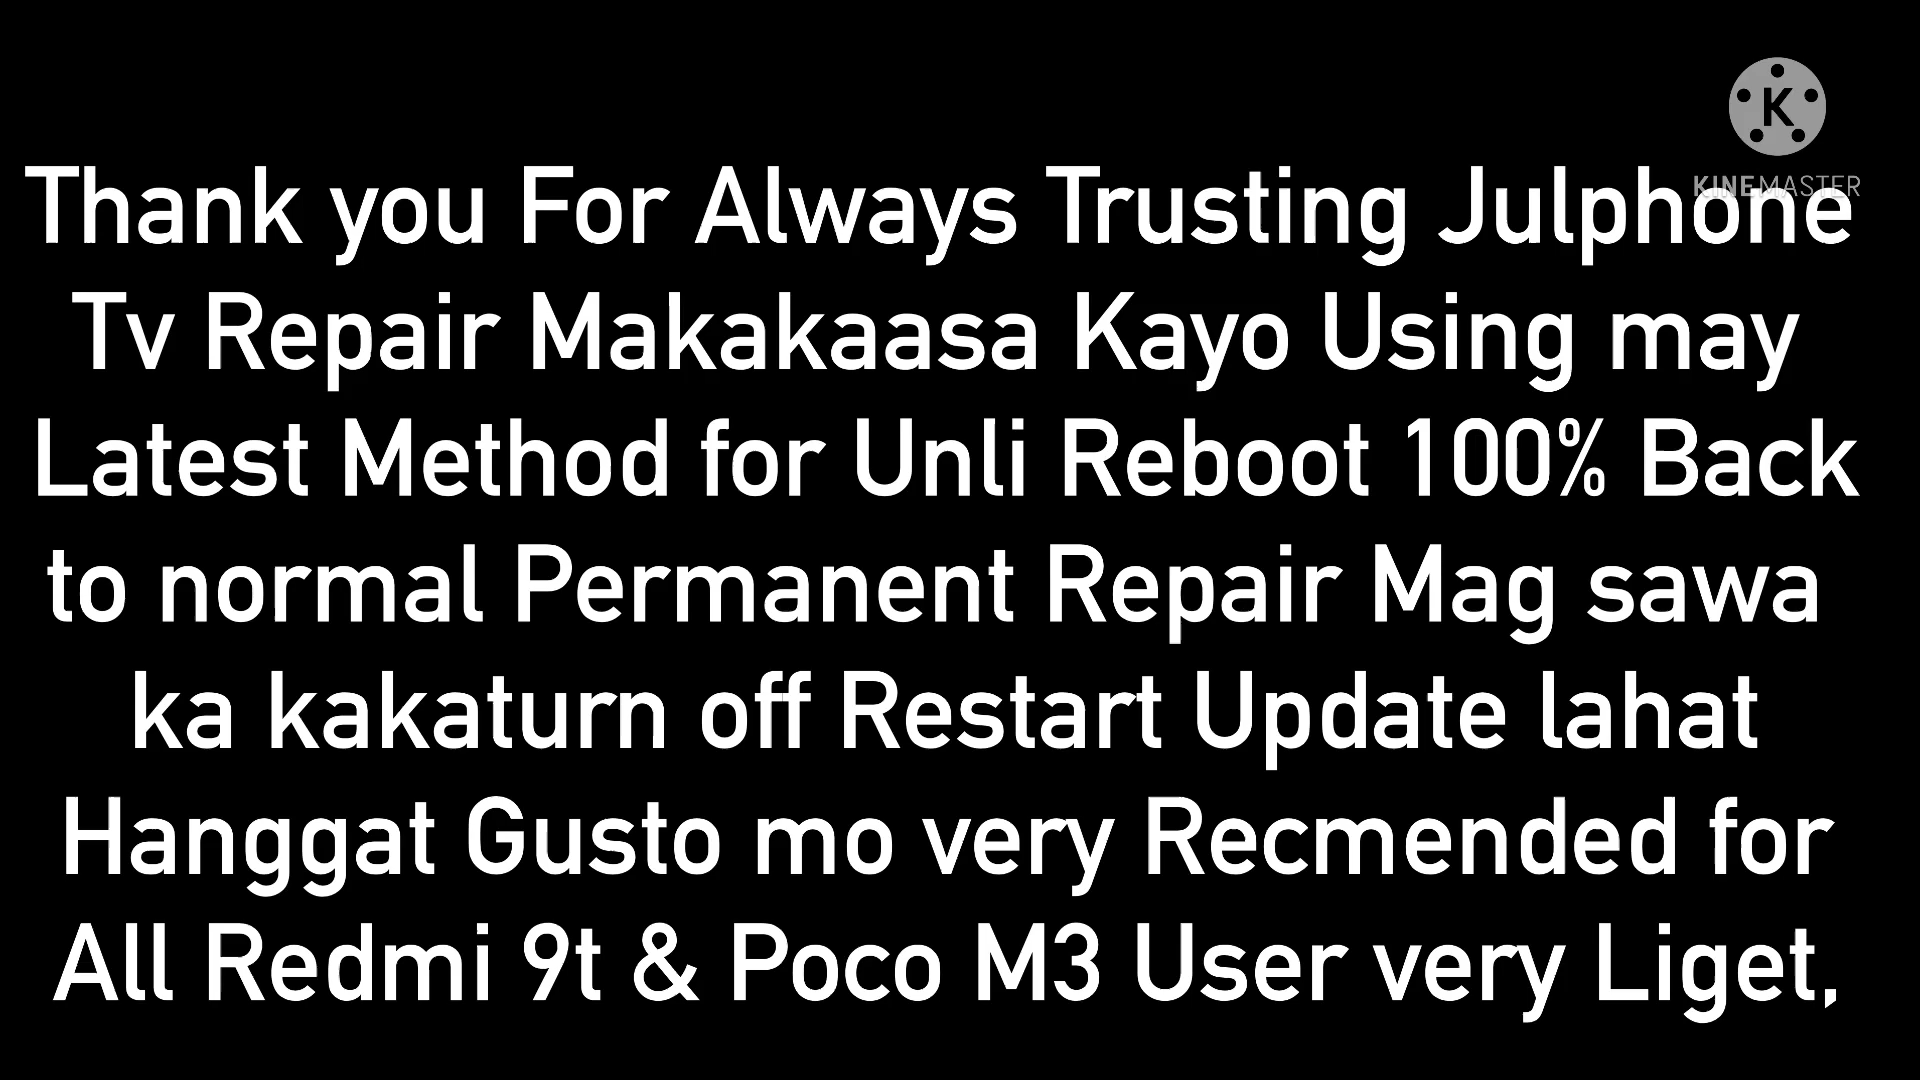 K
KINEMASTER
Thank you For Always Trusting Julphone
Tv Repair Makakaasa Kayo Using may
Latest Method for Unli Reboot 100% Back
to normal Permanent Repair Mag sawa
ka kakaturn off Restart Update lahat
Hanggat Gusto mo very Recmended for
All Redmi 9t & Poco M3 User very Liget,